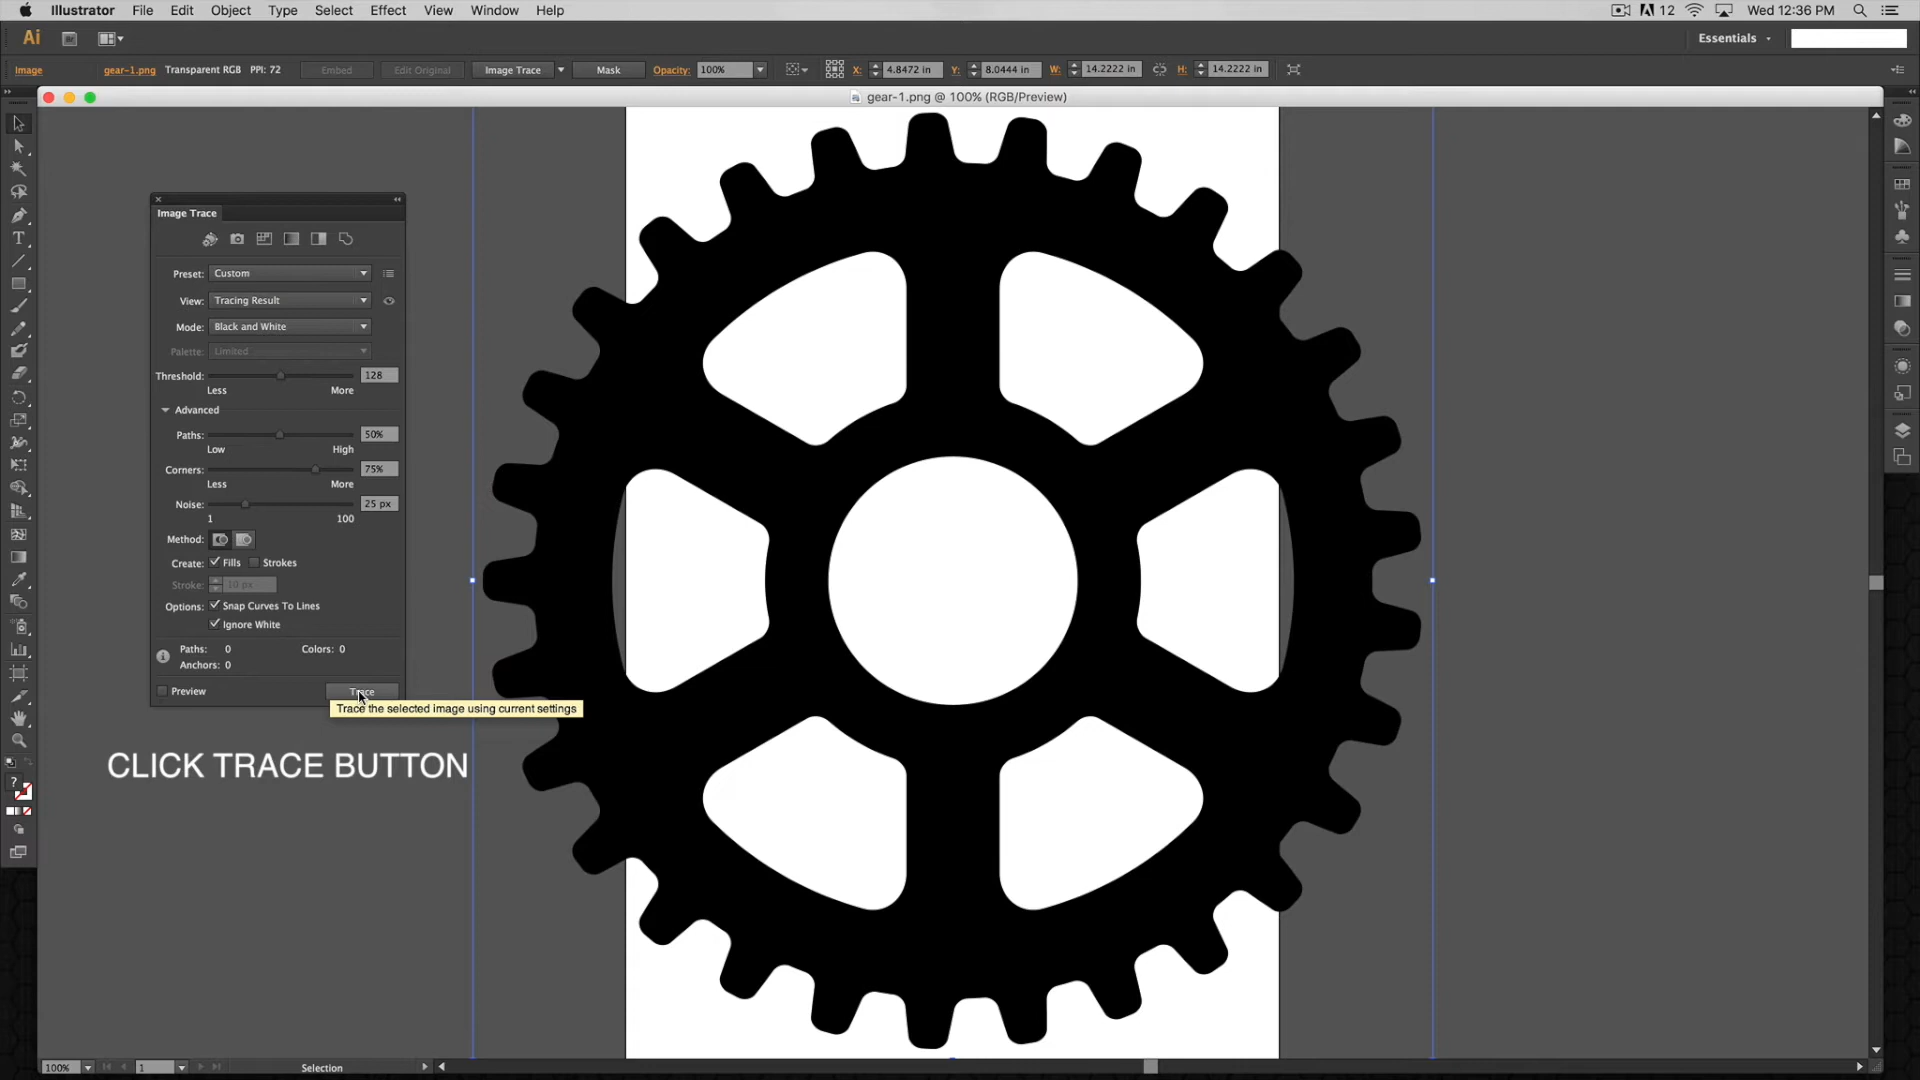 Illustrator File Edit Object Type Select Effect View Window Help 12 Wed 12:36 PM
Ai Essentials
Image gear-1.png Transparent RGB PPI: 72 Embed Edit Original Image Trace Mask Opacity: 100% X: 4.8472 in Y: 8.0444 in W: 14.2222 in H: 14.2222 in
gear-1.png @ 100% (RGB/Preview)
Image Trace
Preset: Custom
View: Tracing Result
Mode: Black and White
Palette: Limited
Threshold: 128
Less More
Advanced
Paths: 50%
Low High
Corners: 75%
Less More
Noise: 25 px
1 100
Method:
Create: Fills Strokes
Stroke: 10 px
Options: Snap Curves To Lines
Ignore White
Paths: 0 Colors: 0
Anchors: 0
Preview Trace
Trace the selected image using current settings
CLICK TRACE BUTTON
100% 1 Selection